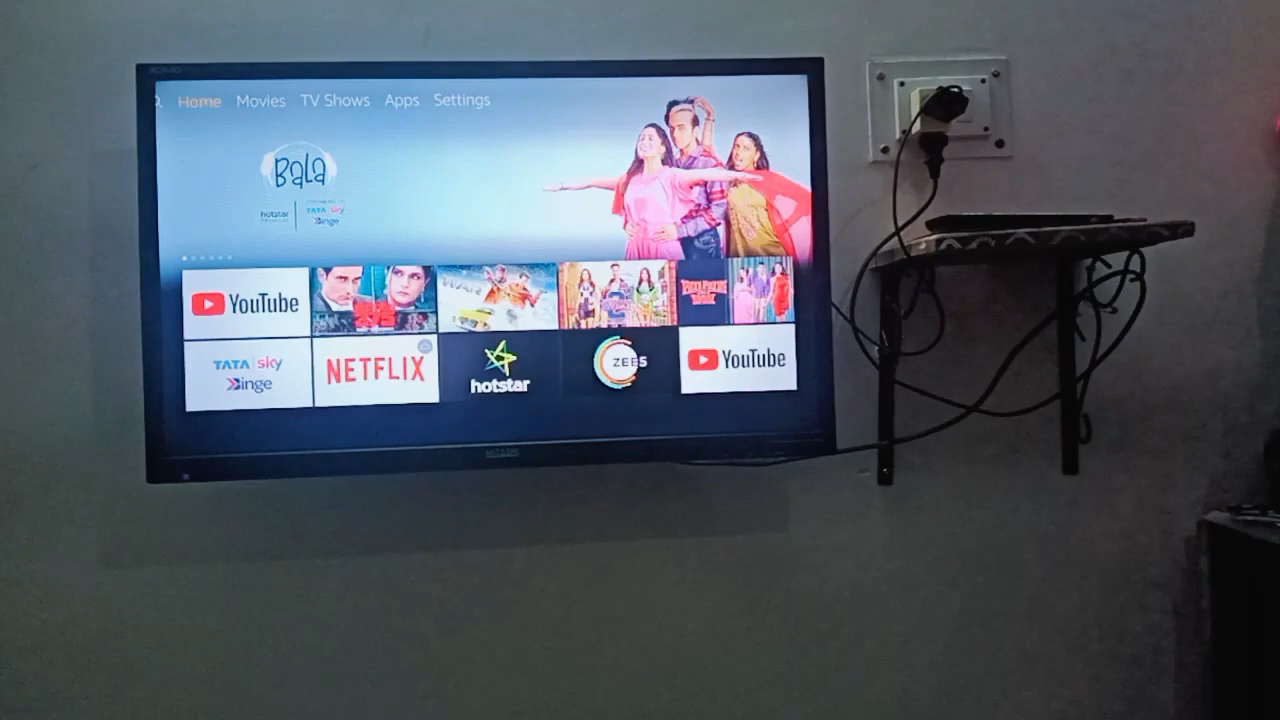 Home Movies TV Shows Apps Settings
Bala
hotstar TATA sky
Binge
YouTube
WAR
TATA sky
Binge
NETFLIX
hotstar
ZEE5
YouTube